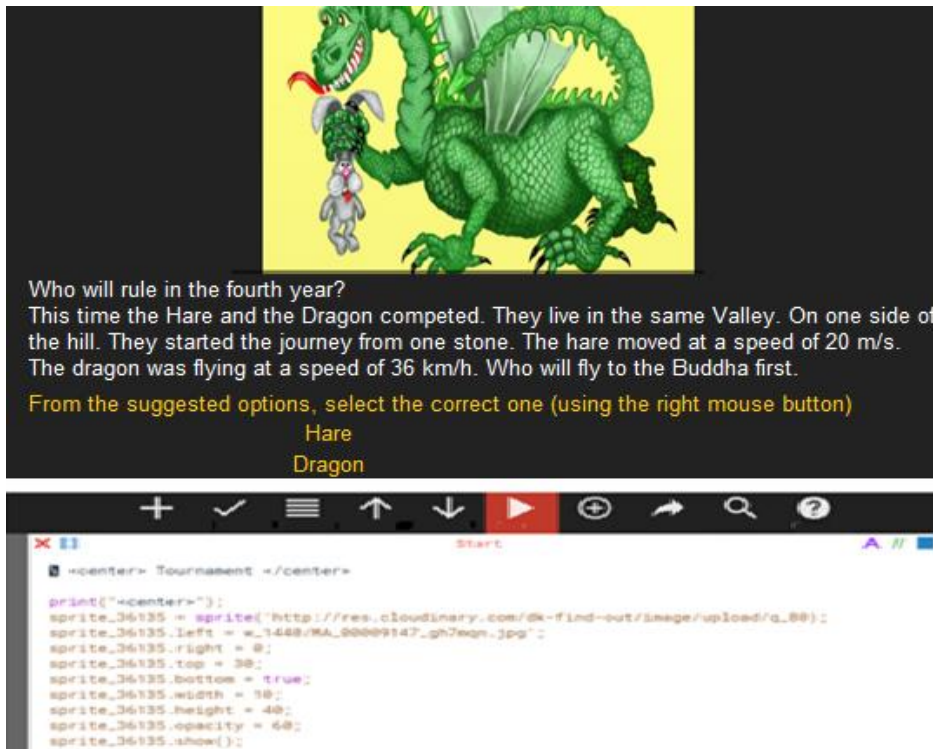 Who will rule in the fourth year?
This time the Hare and the Dragon competed. They live in the same Valley. On one side of
the hill. They started the journey from one stone. The hare moved at a speed of 20 m/s.
The dragon was flying at a speed of 36 km/h. Who will fly to the Buddha first.
From the suggested options, select the correct one (using the right mouse button)
Hare
Dragon
Start
A //
<center> Tournament </center>
print("<center>");
sprite_36135 = sprite('http://res.cloudinary.com/dk-find-out/image/upload/q_80);
sprite_36135.left = w_1440/MA_00009147_gh7mqn.jpg';
sprite_36135.right = 0;
sprite_36135.top = 30;
sprite_36135.bottom = true;
sprite_36135.width = 10;
sprite_36135.height = 40;
sprite_36135.opacity = 60;
sprite_36135.show();